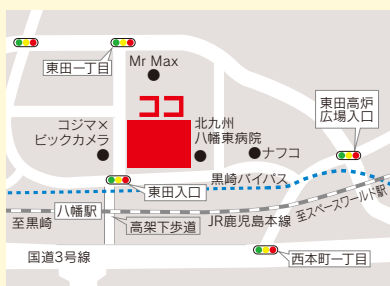 東田一丁目
Mr Max
ココ
コジマ×
ビックカメラ
北九州
八幡東病院
ナフコ
東田高炉
広場入口
黒崎バイパス
東田入口
八幡駅
至黒崎
高架下歩道
JR鹿児島本線
至スペースワールド駅
国道3号線
西本町一丁目